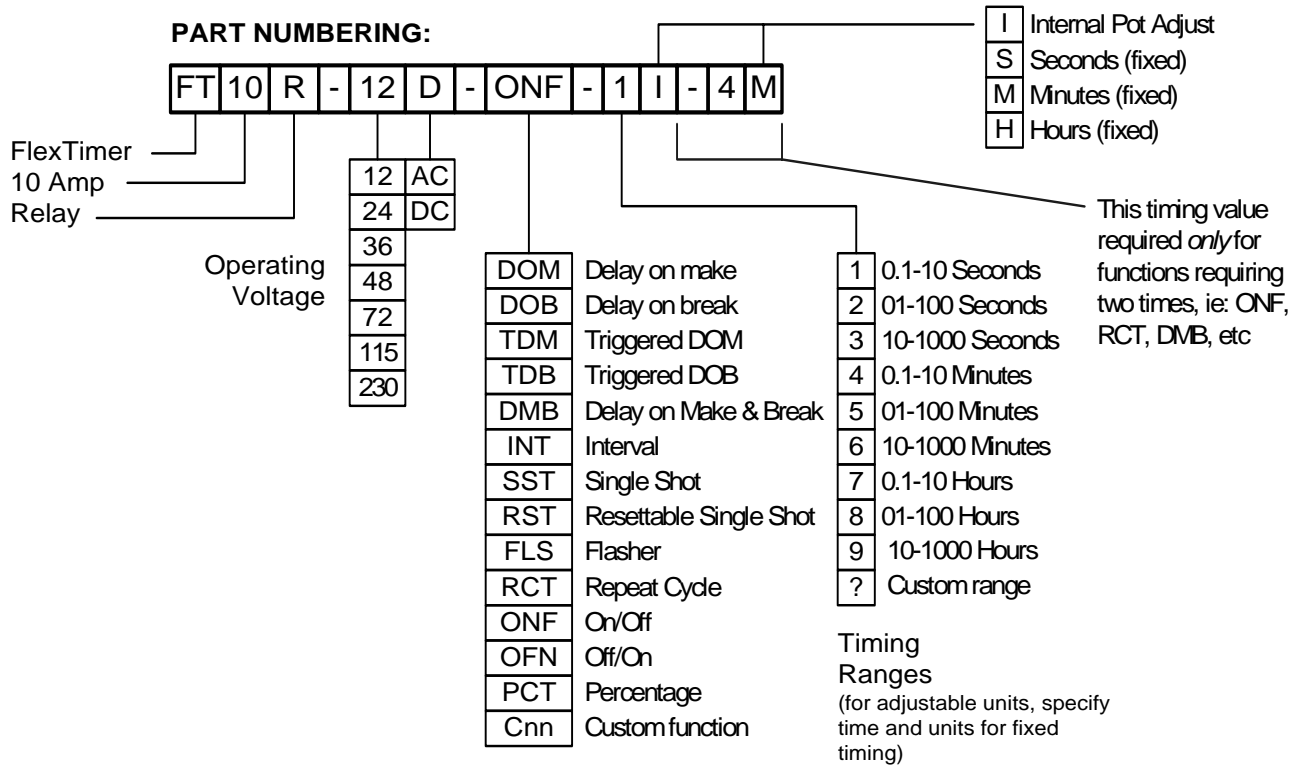 PART NUMBERING:
FT 10 R - 12 D - ONF - 1 I - 4 M
I Internal Pot Adjust
S Seconds (fixed)
M Minutes (fixed)
H Hours (fixed)
FlexTimer
10 Amp
Relay
12 AC
24 DC
36
48
72
115
230
Operating
Voltage
DOM Delay on make
DOB Delay on break
TDM Triggered DOM
TDB Triggered DOB
DMB Delay on Make & Break
INT Interval
SST Single Shot
RST Resettable Single Shot
FLS Flasher
RCT Repeat Cycle
ONF On/Off
OFN Off/On
PCT Percentage
Cnn Custom function
1 0.1-10 Seconds
2 01-100 Seconds
3 10-1000 Seconds
4 0.1-10 Minutes
5 01-100 Minutes
6 10-1000 Minutes
7 0.1-10 Hours
8 01-100 Hours
9 10-1000 Hours
? Custom range
Timing
Ranges
(for adjustable units, specify
time and units for fixed
timing)
This timing value
required only for
functions requiring
two times, ie: ONF,
RCT, DMB, etc